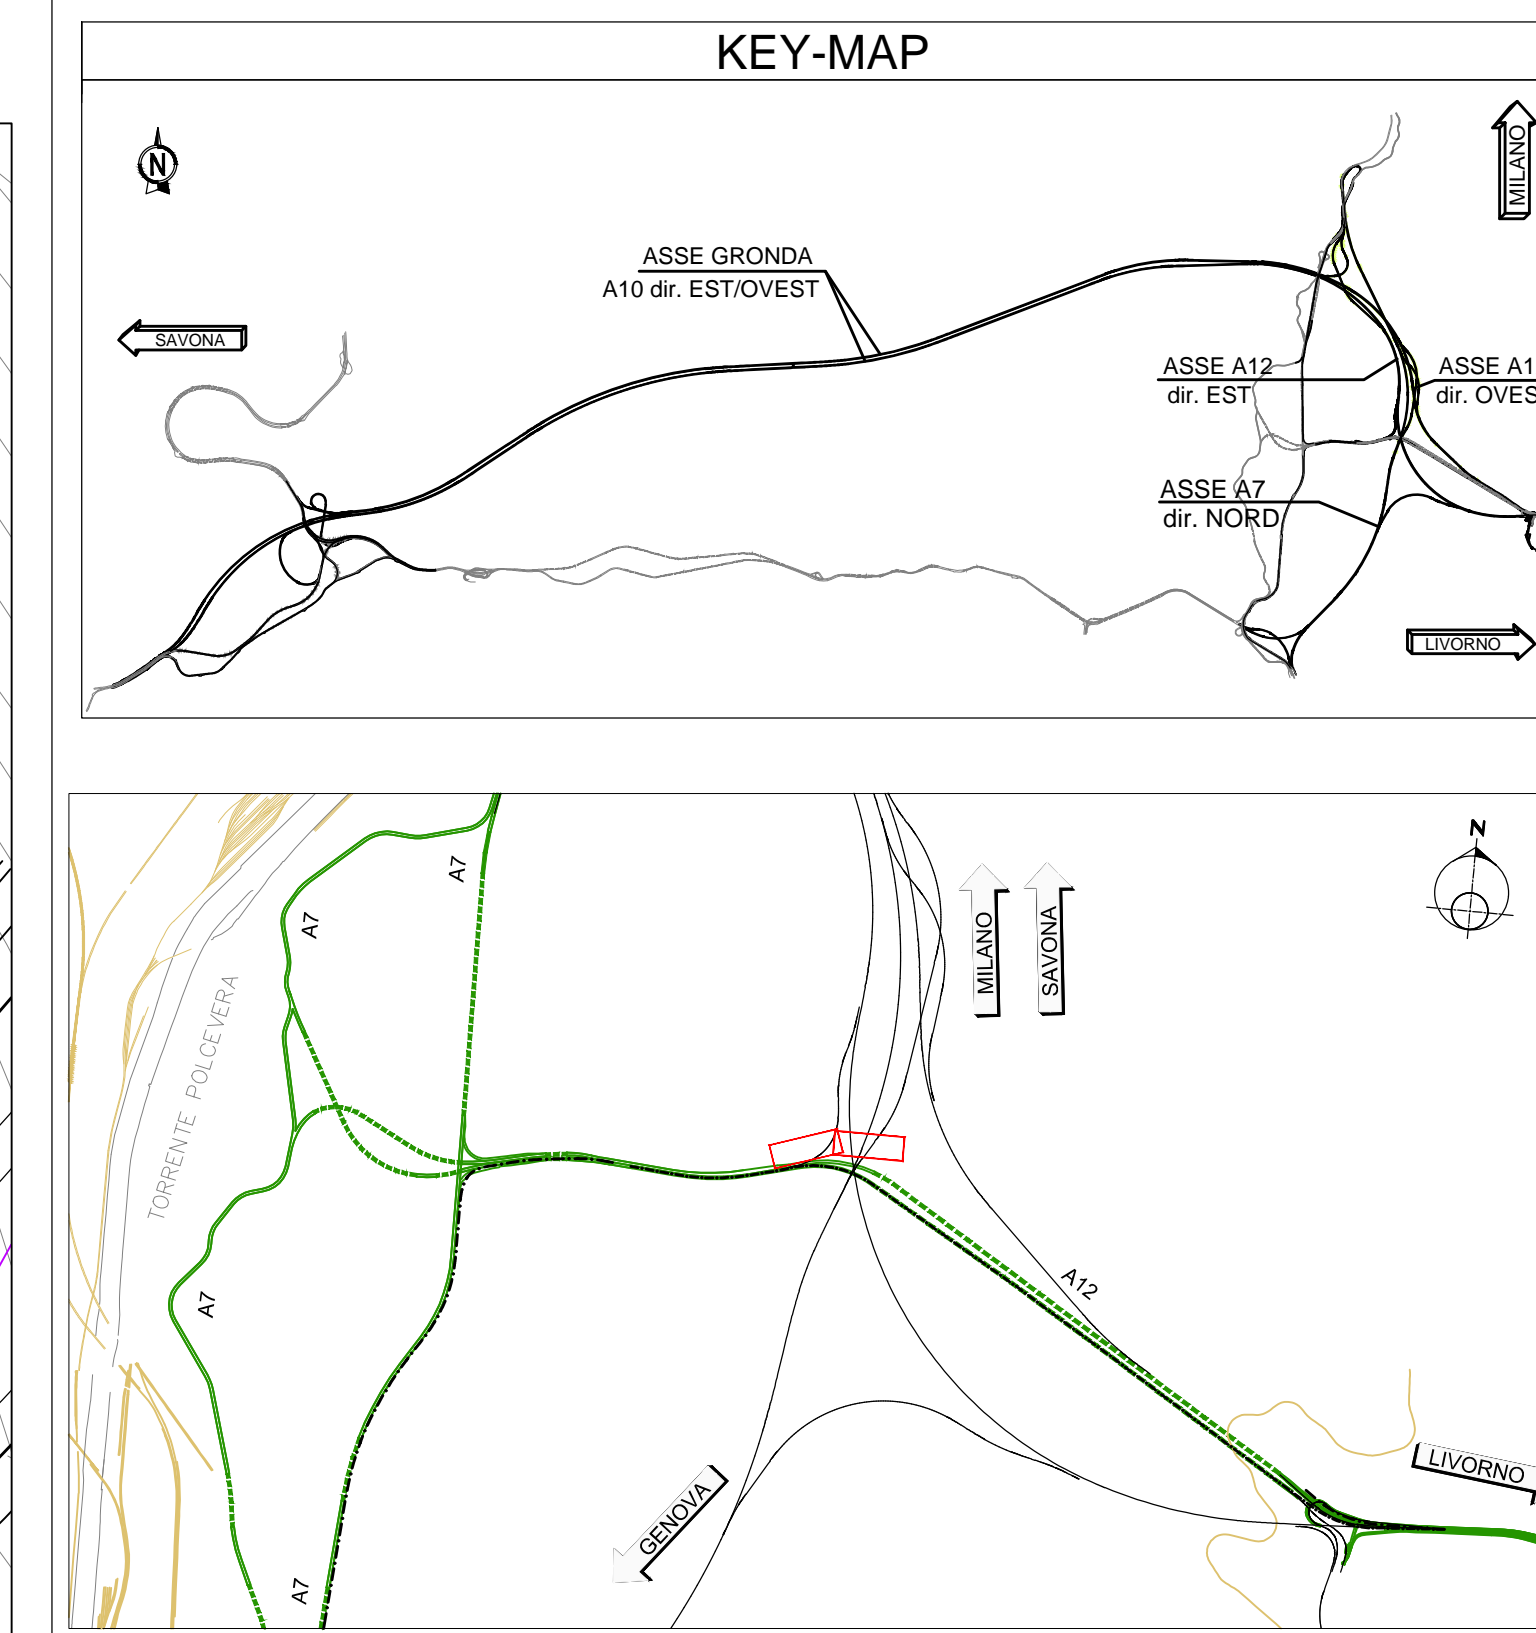 KEY-MAP
N
MILANO
ASSE GRONDA
A10 dir. EST/OVEST
SAVONA
ASSE A12
dir. EST
ASSE A1
dir. OVES
ASSE A7
dir. NORD
LIVORNO
N
A7
A7
MILANO
SAVONA
TORRENTE POLCEVERA
A7
A12
LIVORNO
GENOVA
A7